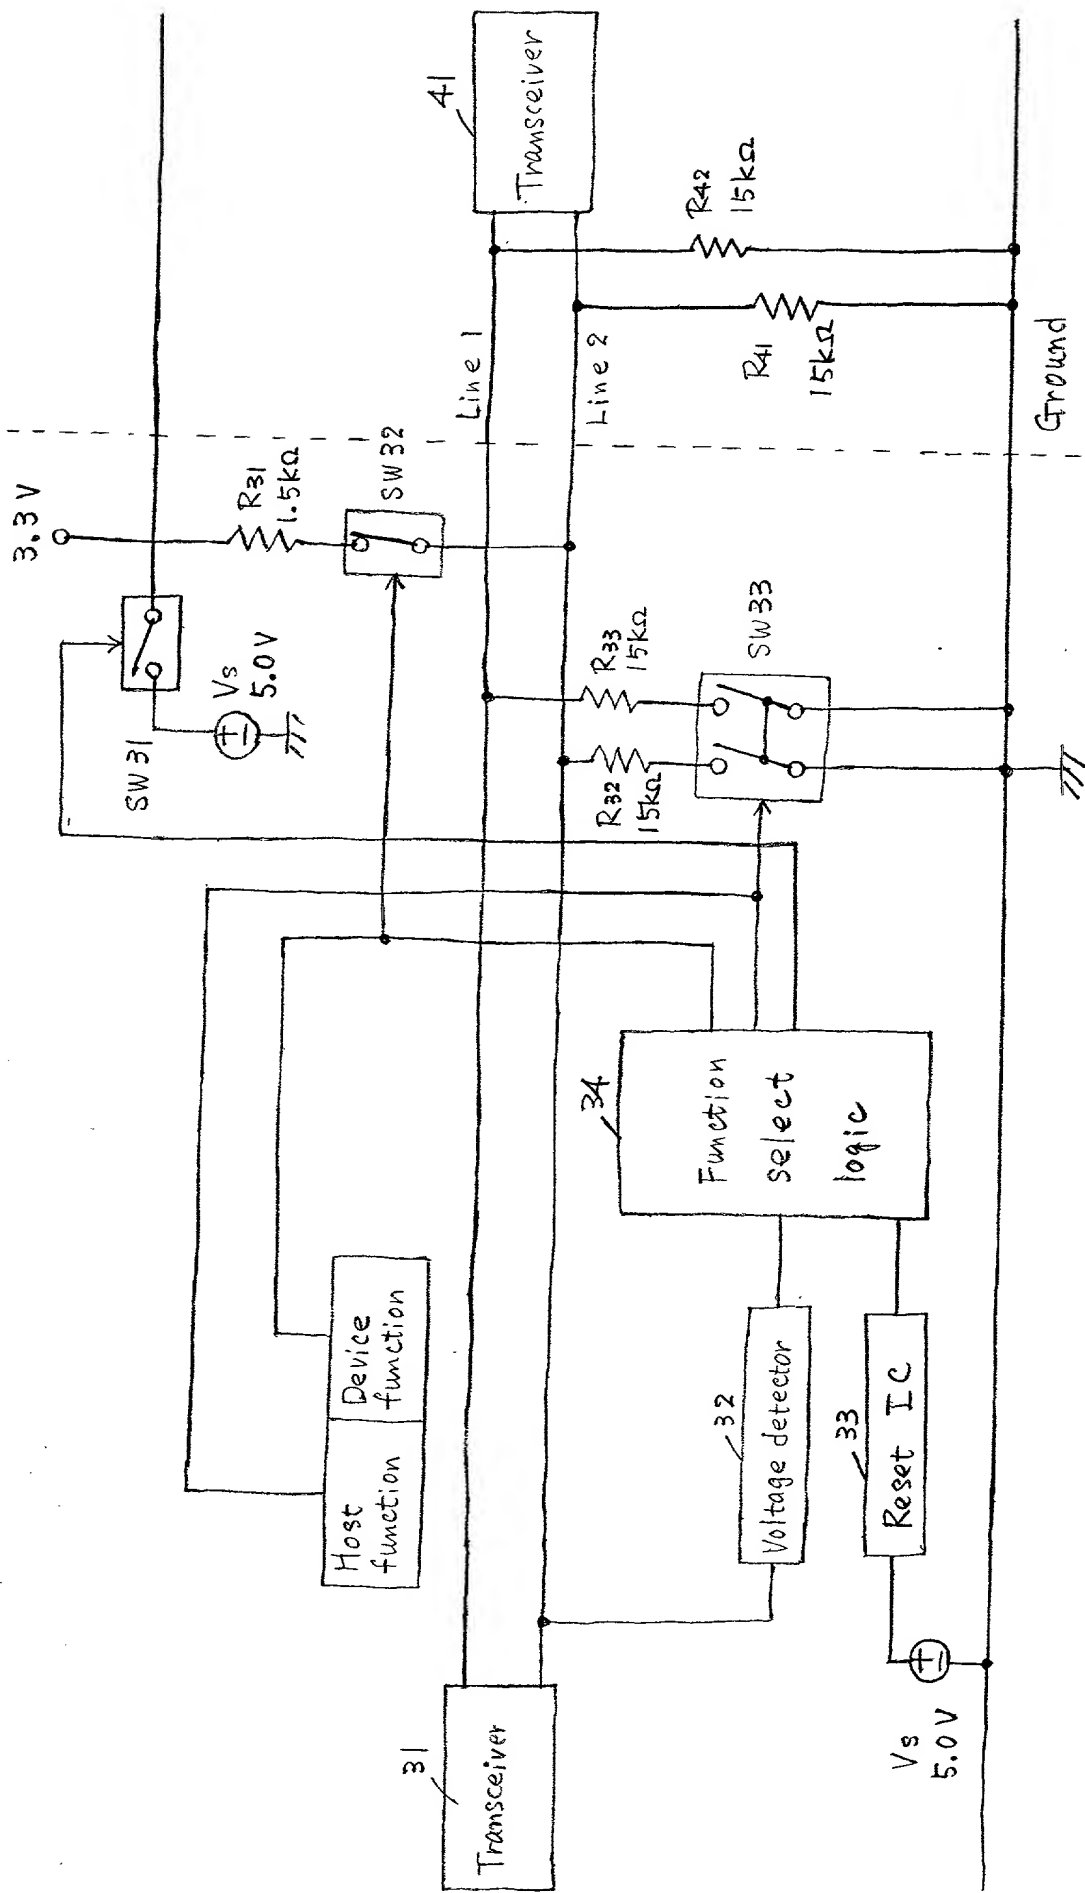 3.3 V
R31
1.5kΩ
SW32
SW31
Vs
5.0V
41
Transceiver
Line 1
Line 2
R42
15kΩ
R41
15kΩ
Ground
R33
15kΩ
R32
15kΩ
SW33
34
Function
select
logic
Host
function
Device
function
32
Voltage detector
33
Reset IC
31
Transceiver
Vs
5.0V